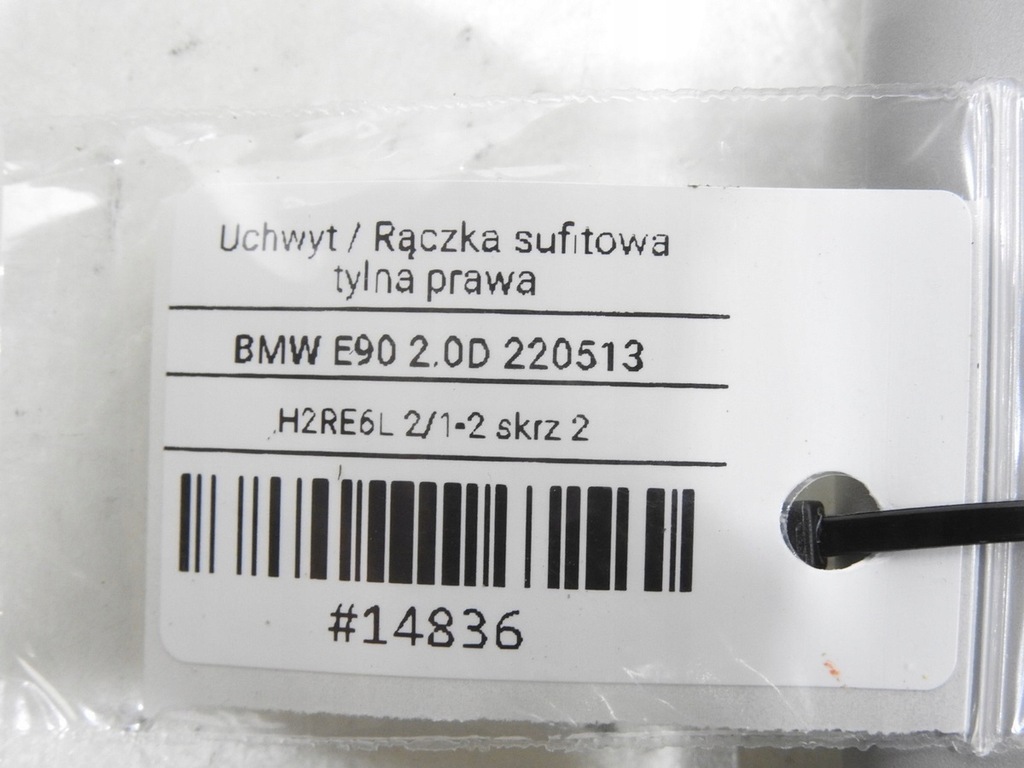 Uchwyt / Rączka sufitowa
tylna prawa
BMW E90 2.0D 220513
H2RE6L 2/1-2 skrz 2
#14836